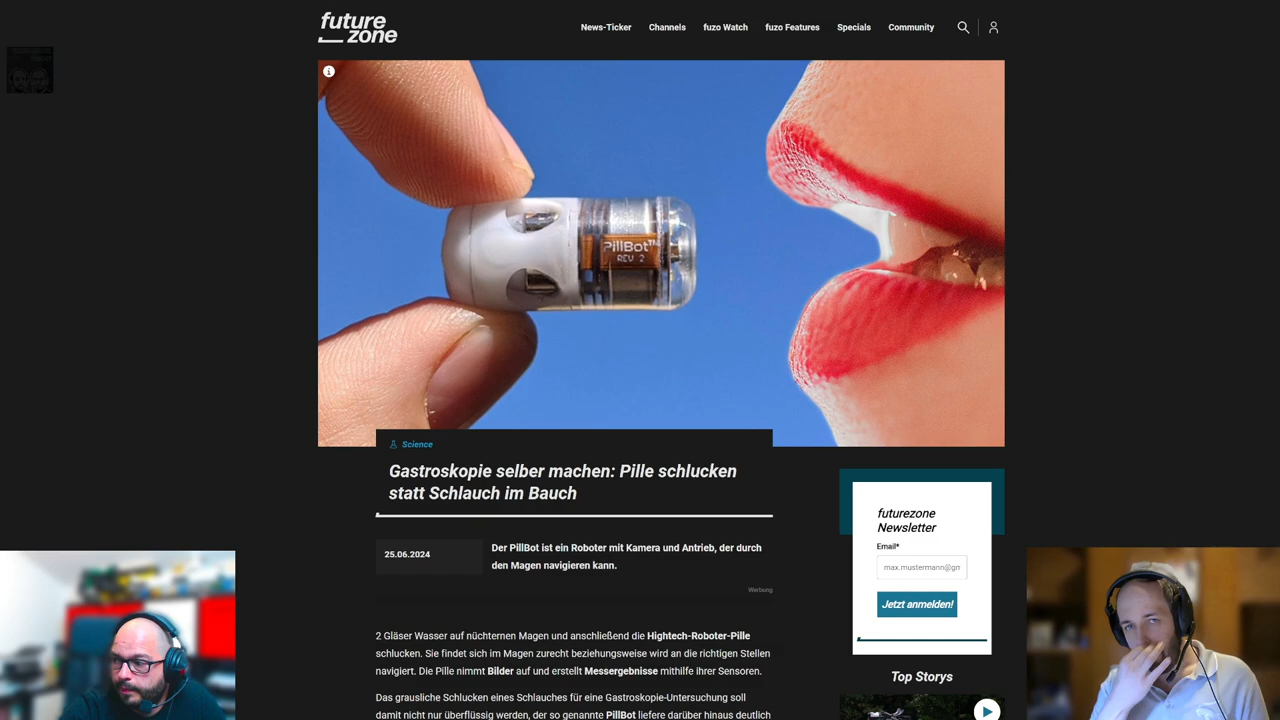 future
zone
News-Ticker
Channels
fuzo Watch
fuzo Features
Specials
Community
PillBot™
REV 2
Science
Gastroskopie selber machen: Pille schlucken
statt Schlauch im Bauch
25.06.2024
Der PillBot ist ein Roboter mit Kamera und Antrieb, der durch
den Magen navigieren kann.
Werbung
2 Gläser Wasser auf nüchternen Magen und anschließend die Hightech-Roboter-Pille
schlucken. Sie findet sich im Magen zurecht beziehungsweise wird an die richtigen Stellen
navigiert. Die Pille nimmt Bilder auf und erstellt Messergebnisse mithilfe ihrer Sensoren.
Das grausliche Schlucken eines Schlauches für eine Gastroskopie-Untersuchung soll
damit nicht nur überflüssig werden, der so genannte PillBot liefere darüber hinaus deutlich
futurezone
Newsletter
Email*
max.mustermann@gm
Jetzt anmelden!
Top Storys